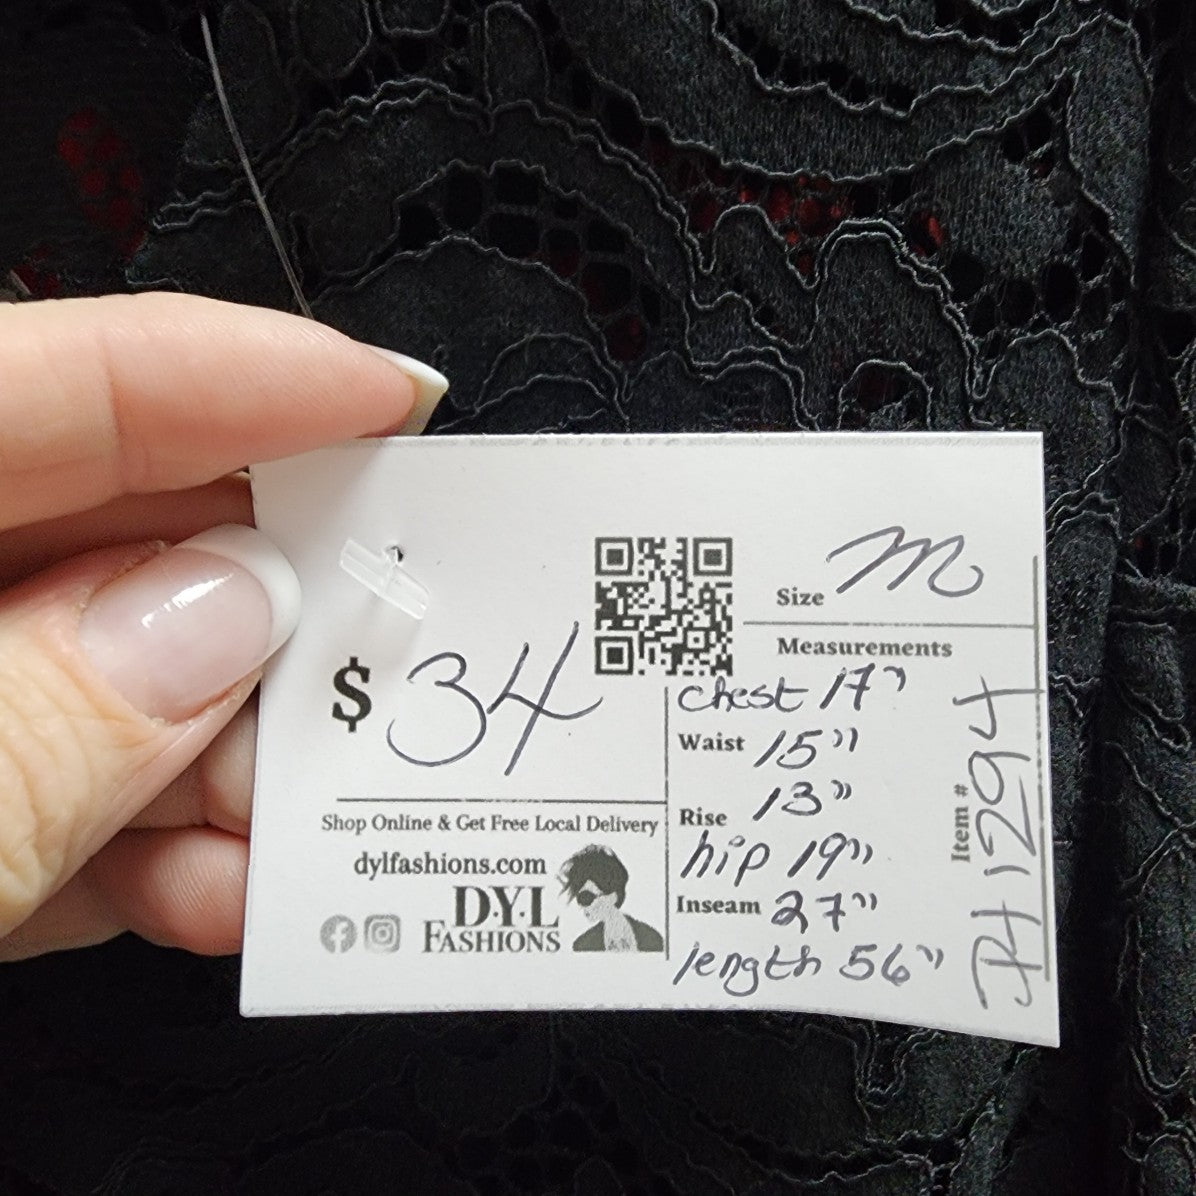 Size M
Measurements
$ 34
chest 17"
Waist 15"
Rise 13"
hip 19"
Inseam 27"
length 56"
Shop Online & Get Free Local Delivery
dylfashions.com
D·Y·L
FASHIONS
Item # JH1294